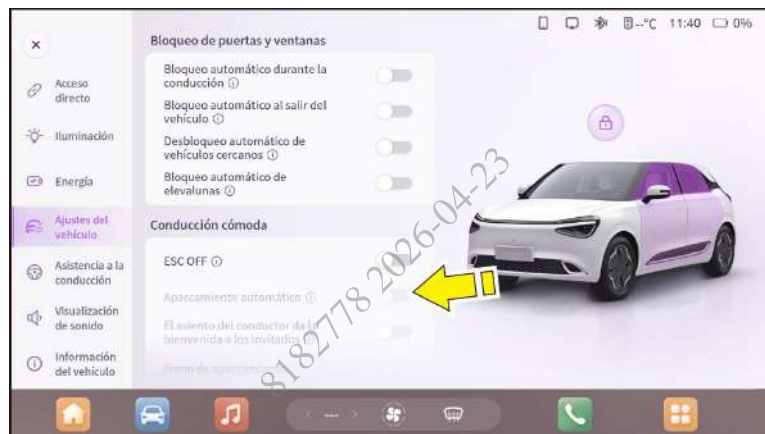 --°C 11:40 0%
Bloqueo de puertas y ventanas
Bloqueo automático durante la
conducción
Bloqueo automático al salir del
vehículo
Desbloqueo automático de
vehículos cercanos
Bloqueo automático de
elevalunas
Conducción cómoda
ESC OFF
Aparcamiento automático
El asiento del conductor da la
bienvenida a los invitados
Freno de aparcamiento
Acceso
directo
Iluminación
Energía
Ajustes del
vehículo
Asistencia a la
conducción
Visualización
de sonido
Información
del vehículo
---
8182778 2026-04-23